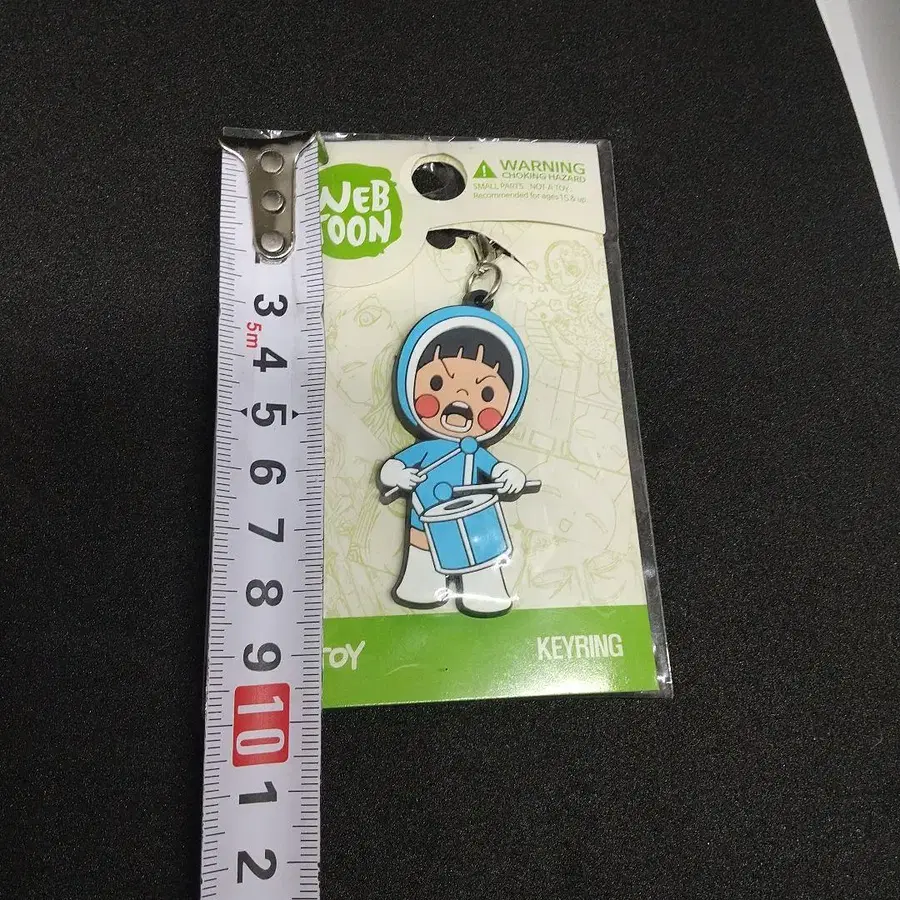 WEB
TOON
WARNING
CHOKING HAZARD
SMALL PARTS. NOT A TOY.
Recommended for ages 15 & up.
3
5m
4
5
6
7
8
9
10
1
2
TOY
KEYRING